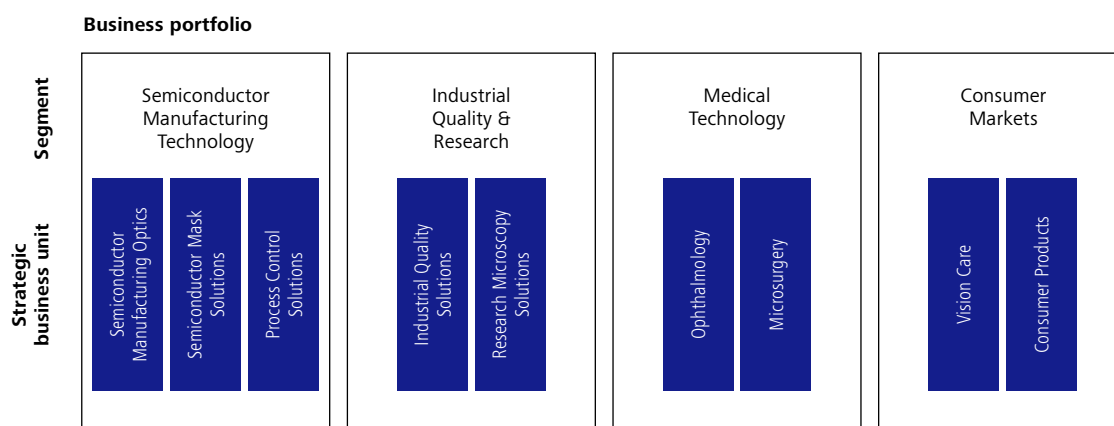 Business portfolio
Segment
Semiconductor
Manufacturing
Technology
Industrial
Quality &
Research
Medical
Technology
Consumer
Markets
Strategic
business unit
Semiconductor
Manufacturing Optics
Semiconductor Mask
Solutions
Process Control
Solutions
Industrial Quality
Solutions
Research Microscopy
Solutions
Ophthalmology
Microsurgery
Vision Care
Consumer Products